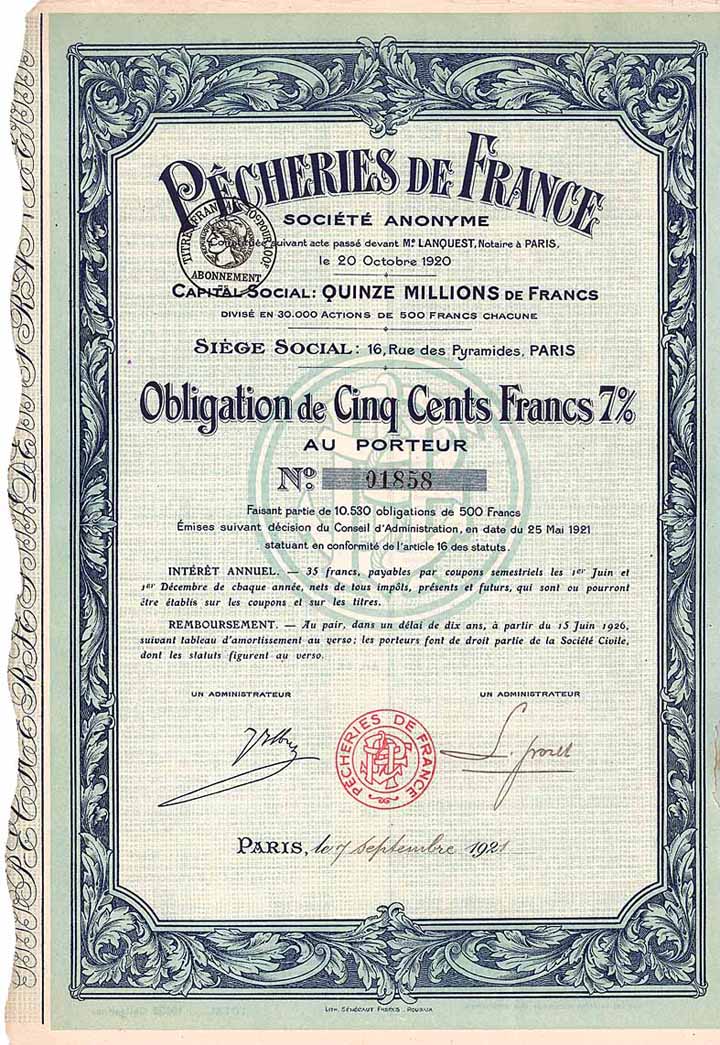 PÊCHERIES DE FRANCE
SOCIÉTÉ ANONYME
Constituée suivant acte passé devant Me LANQUEST, Notaire à PARIS,
le 20 Octobre 1920
TITRE FRANÇAIS
ABONNEMENT
CAPITAL SOCIAL: QUINZE MILLIONS DE FRANCS
DIVISÉ EN 30.000 ACTIONS DE 500 FRANCS CHACUNE
SIÈGE SOCIAL: 16, Rue des Pyramides, PARIS
Obligation de Cinq Cents Francs 7%
AU PORTEUR
No. 01858
Faisant partie de 10.530 obligations de 500 Francs
Émises suivant décision du Conseil d'Administration, en date du 25 Mai 1921
statuant en conformité de l'article 16 des statuts.
INTÉRÊT ANNUEL. — 35 francs, payables par coupons semestriels les 1er Juin et
1er Décembre de chaque année, nets de tous impôts, présents et futurs, qui sont ou pourront
être établis sur les coupons et sur les titres.
REMBOURSEMENT. — Au pair, dans un délai de dix ans, à partir du 15 Juin 1926,
suivant tableau d'amortissement au verso; les porteurs font de droit partie de la Société Civile,
dont les statuts figurent au verso.
UN ADMINISTRATEUR
UN ADMINISTRATEUR
PÊCHERIES DE FRANCE
PARIS, le 7 septembre 1921
LITH. SÉNÉCAUT FRÈRES _ ROUBAIX